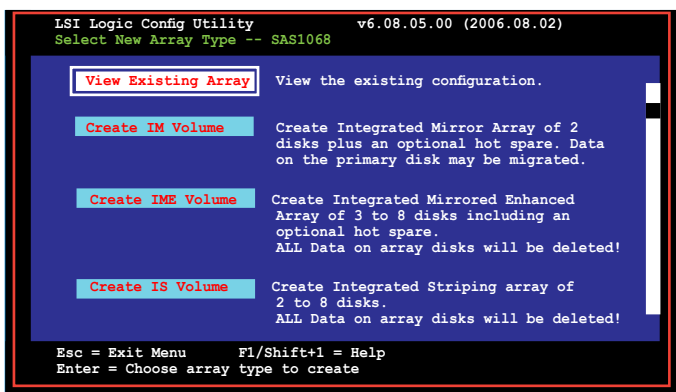 LSI Logic Config Utility v6.08.05.00 (2006.08.02)
Select New Array Type -- SAS1068
View Existing Array View the existing configuration.
Create IM Volume Create Integrated Mirror Array of 2
disks plus an optional hot spare. Data
on the primary disk may be migrated.
Create IME Volume Create Integrated Mirrored Enhanced
Array of 3 to 8 disks including an
optional hot spare.
ALL Data on array disks will be deleted!
Create IS Volume Create Integrated Striping array of
2 to 8 disks.
ALL Data on array disks will be deleted!
Esc = Exit Menu F1/Shift+1 = Help
Enter = Choose array type to create